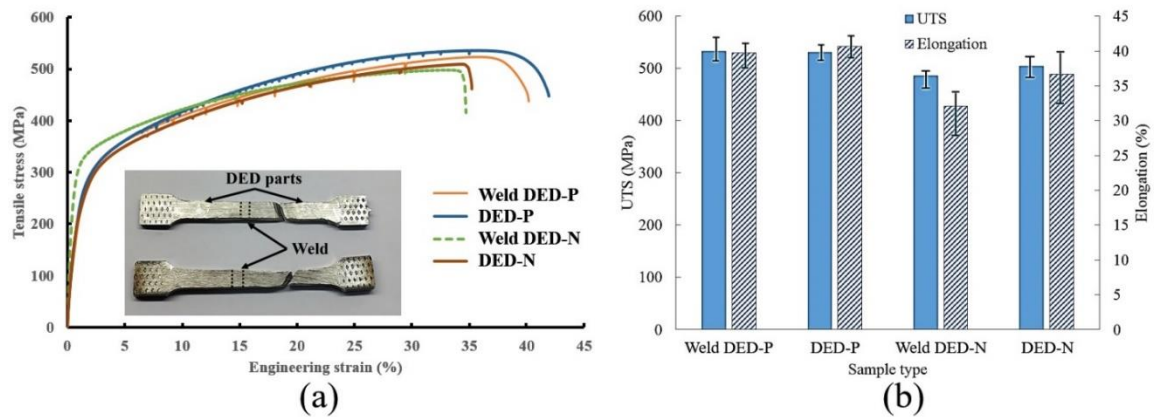 600
500
400
300
200
100
0
Tensile stress (MPa)
0 5 10 15 20 25 30 35 40 45
Engineering strain (%)
DED parts
Weld
Weld DED-P
DED-P
Weld DED-N
DED-N
(a)
600
500
400
300
200
100
0
UTS (MPa)
UTS
Elongation
45
40
35
30
25
20
15
10
5
0
Elongation (%)
Weld DED-P DED-P Weld DED-N DED-N
Sample type
(b)